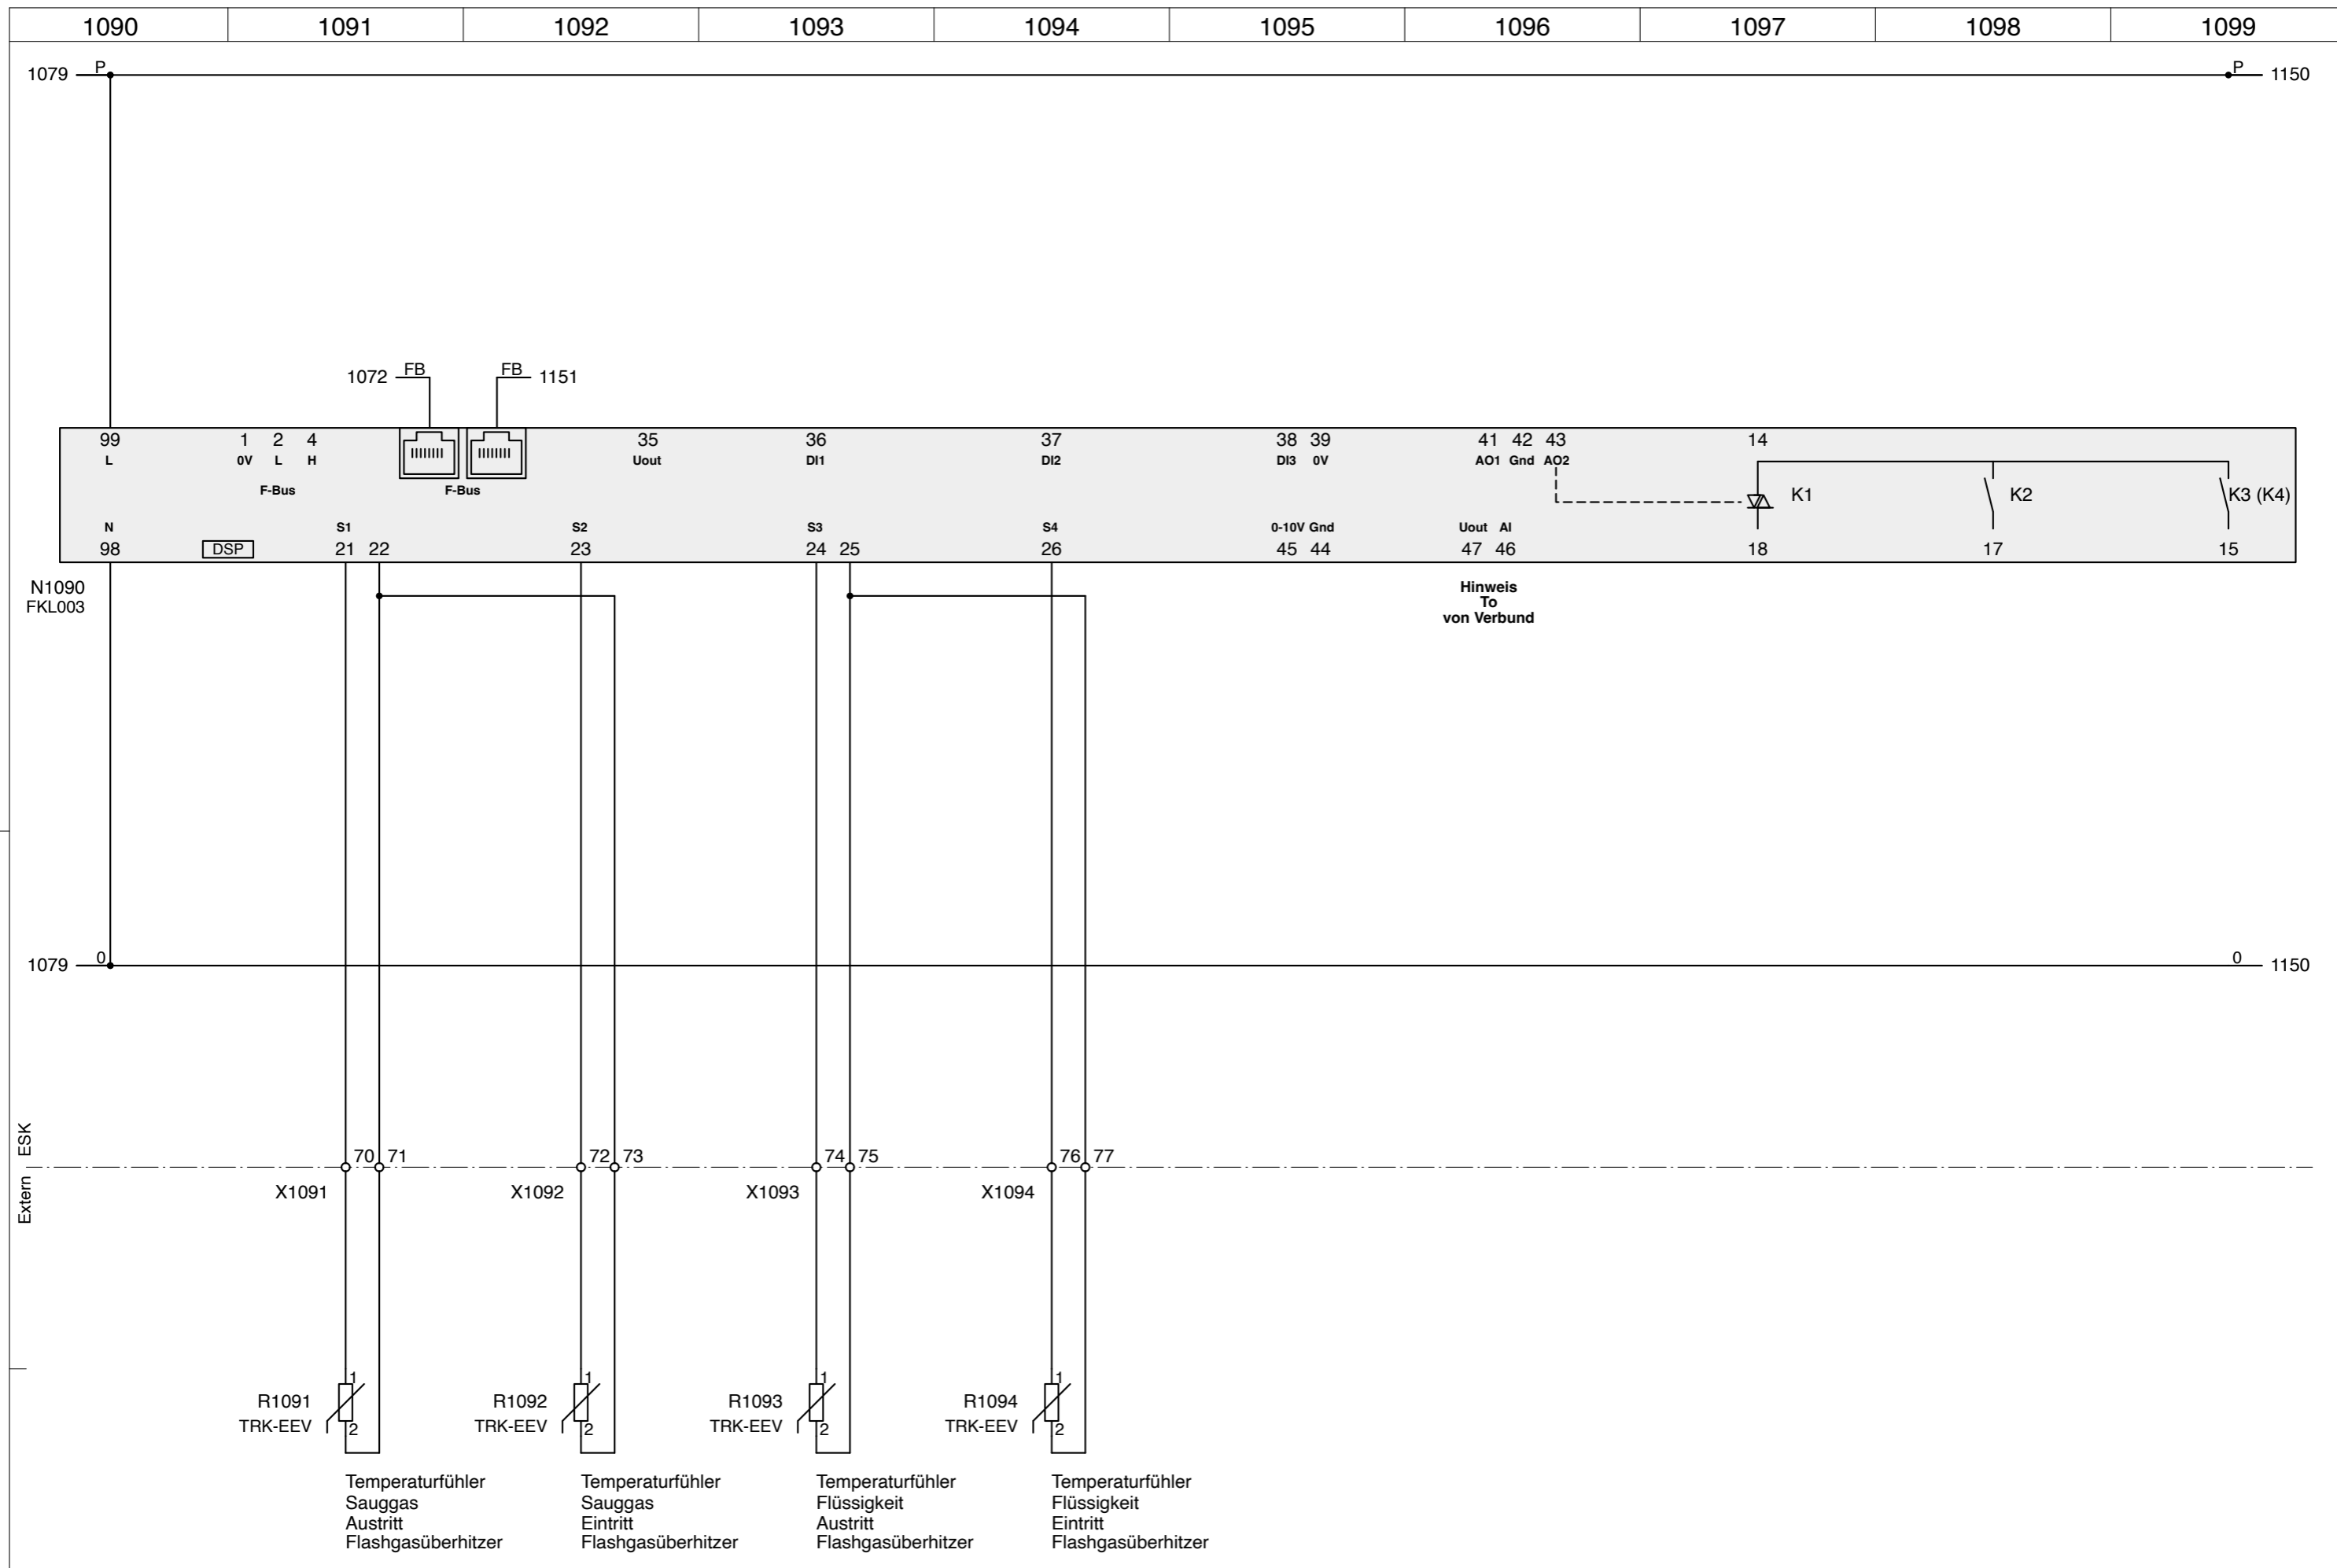 1090 1091 1092 1093 1094 1095 1096 1097 1098 1099
1079 P P 1150
1072 FB FB 1151
99 1 2 4 35 36 37 38 39 41 42 43 14
L 0V L H Uout DI1 DI2 DI3 0V AO1 Gnd AO2
F-Bus F-Bus
K1 K2 K3 (K4)
N S1 S2 S3 S4 0-10V Gnd Uout AI
98 DSP 21 22 23 24 25 26 45 44 47 46 18 17 15
N1090
FKL003
Hinweis
To
von Verbund
1079 0 0 1150
ESK
Extern
70 71 72 73 74 75 76 77
X1091 X1092 X1093 X1094
1 1 1 1
R1091 R1092 R1093 R1094
TRK-EEV 2 TRK-EEV 2 TRK-EEV 2 TRK-EEV 2
Temperaturfühler
Sauggas
Austritt
Flashgasüberhitzer
Temperaturfühler
Sauggas
Eintritt
Flashgasüberhitzer
Temperaturfühler
Flüssigkeit
Austritt
Flashgasüberhitzer
Temperaturfühler
Flüssigkeit
Eintritt
Flashgasüberhitzer